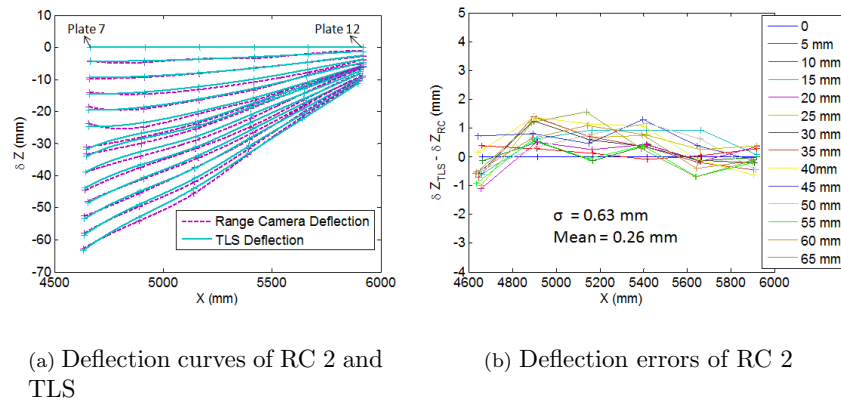 Plate 7
Plate 12
10
0
-10
-20
-30
-40
-50
-60
-70
δ Z (mm)
Range Camera Deflection
TLS Deflection
4500
5000
5500
6000
X (mm)
5
4
3
2
1
0
-1
-2
-3
-4
δ Z_TLS - δ Z_RC (mm)
σ = 0.63 mm
Mean = 0.26 mm
4600
4800
5000
5200
5400
5600
5800
6000
X (mm)
0
5 mm
10 mm
15 mm
20 mm
25 mm
30 mm
35 mm
40mm
45 mm
50 mm
55 mm
60 mm
65 mm
(a) Deflection curves of RC 2 and
TLS
(b) Deflection errors of RC 2